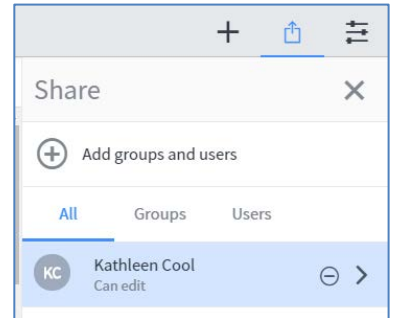 Share
Add groups and users
All Groups Users
KC
Kathleen Cool
Can edit